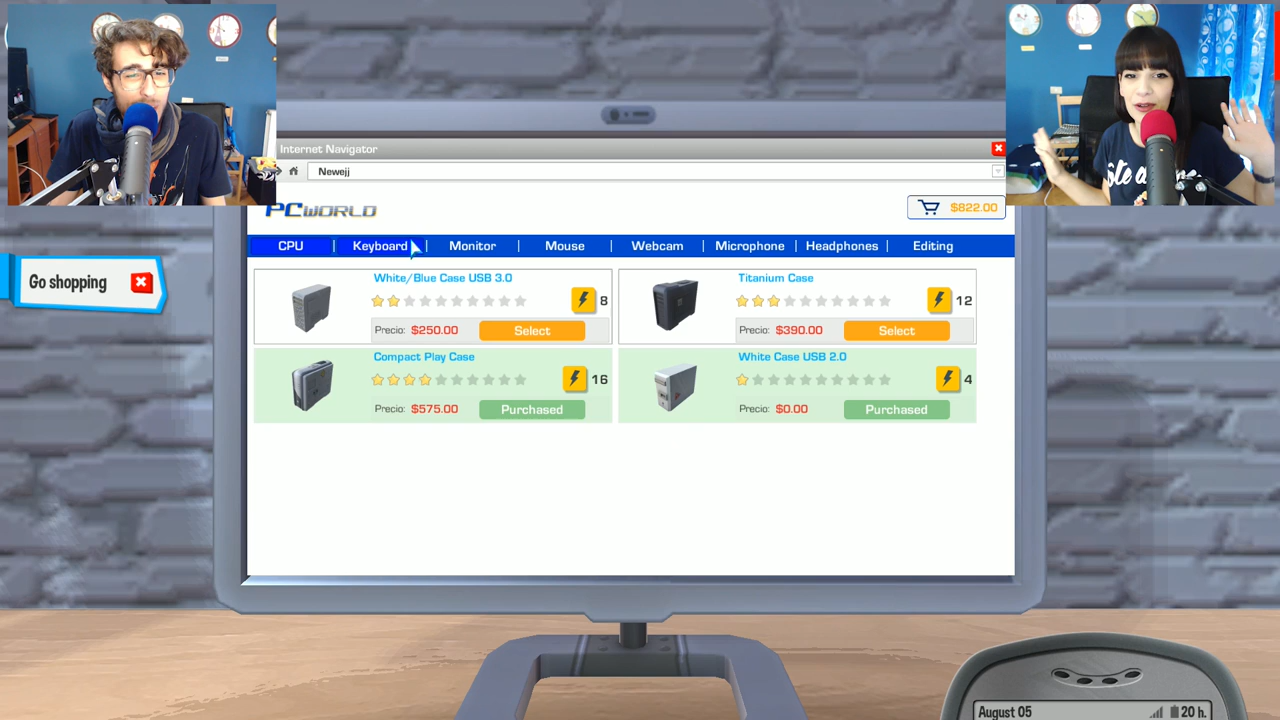 Internet Navigator
Newejj
PCWORLD
$822.00
CPU | Keyboard | Monitor | Mouse | Webcam | Microphone | Headphones | Editing
Go shopping
White/Blue Case USB 3.0
8
Precio: $250.00 Select
Titanium Case
12
Precio: $390.00 Select
Compact Play Case
16
Precio: $575.00 Purchased
White Case USB 2.0
4
Precio: $0.00 Purchased
August 05
20 h.